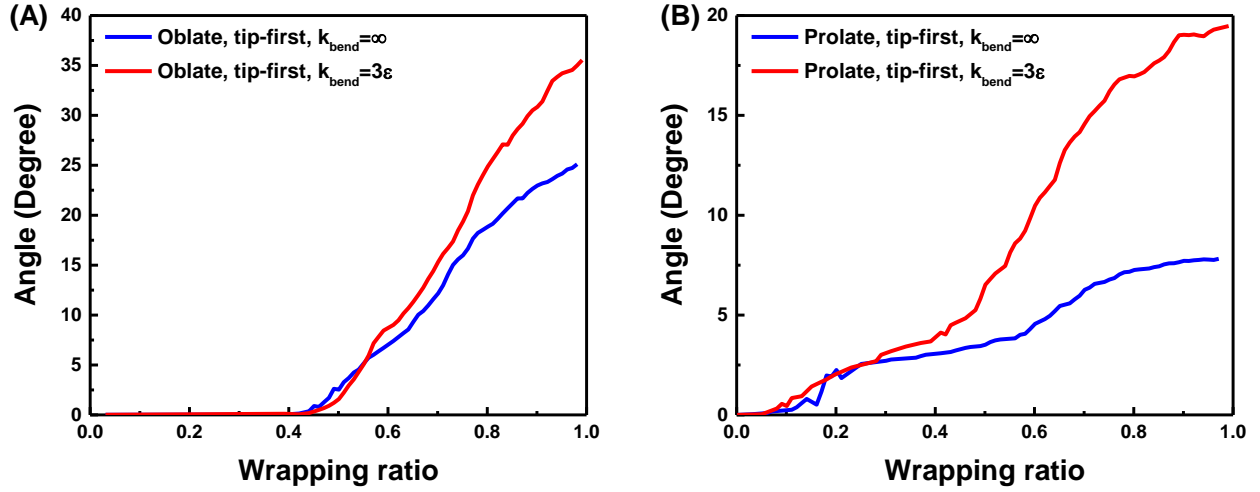 (A)
Oblate, tip-first, kbend=∞
Oblate, tip-first, kbend=3ε
40
35
30
25
20
15
10
5
0
0.0 0.2 0.4 0.6 0.8 1.0
Angle (Degree)
Wrapping ratio
(B)
Prolate, tip-first, kbend=∞
Prolate, tip-first, kbend=3ε
20
15
10
5
0
0.0 0.2 0.4 0.6 0.8 1.0
Angle (Degree)
Wrapping ratio